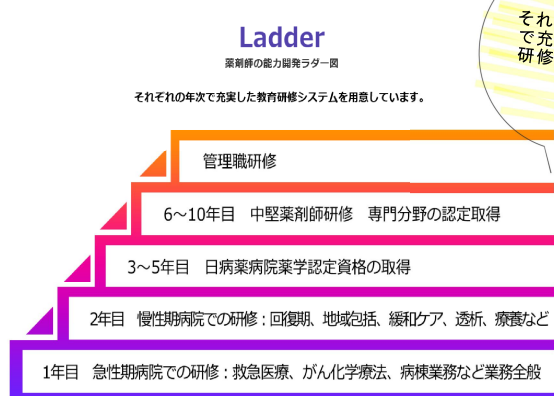 Ladder
薬剤師の能力開発ラダー図
それぞれの年次で充実した教育研修システムを用意しています。
それ
で充
研修
管理職研修
6～10年目 中堅薬剤師研修 専門分野の認定取得
3～5年目 日病薬病院薬学認定資格の取得
2年目 慢性期病院での研修：回復期、地域包括、緩和ケア、透析、療養など
1年目 急性期病院での研修：救急医療、がん化学療法、病棟業務など業務全般